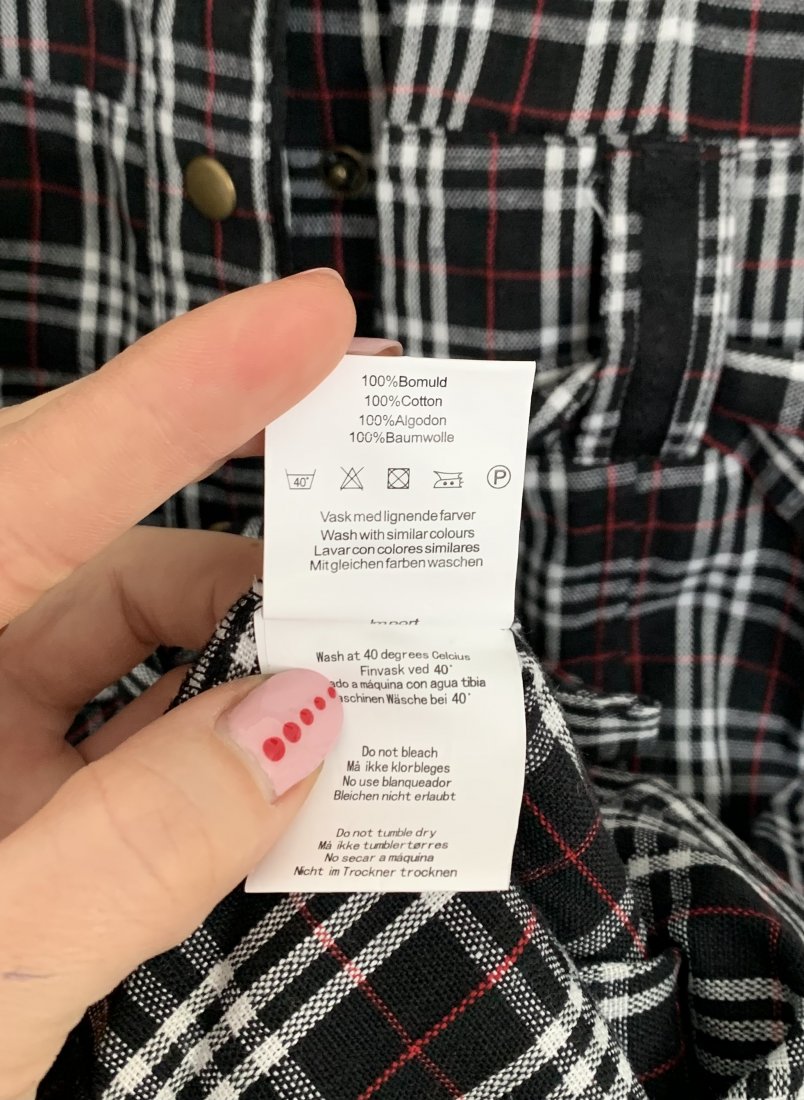 100%Bomuld
100%Cotton
100%Algodon
100%Baumwolle
40°
P
Vask med lignende farver
Wash with similar colours
Lavar con colores similares
Mit gleichen farben waschen
Import
Wash at 40 degrees Celcius
Finvask ved 40°
a máquina con agua tibia
Wäsche bei 40°
Do not bleach
Må ikke klorbleges
No use blanqueador
Bleichen nicht erlaubt
Do not tumble dry
Må ikke tumblertørres
No secar a máquina
Nicht im Trockner trocknen